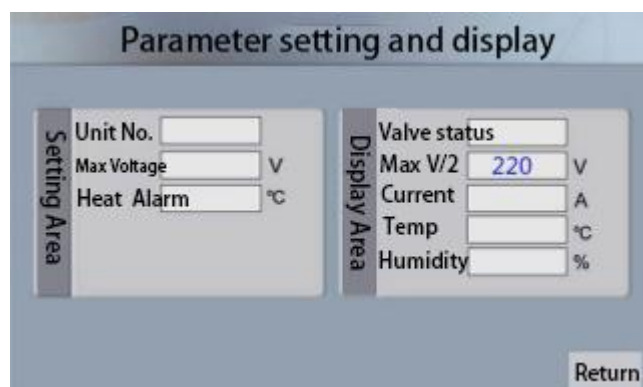 Parameter setting and display
Setting Area
Unit No.
Max Voltage V
Heat Alarm °C
Display Area
Valve status
Max V/2 220 V
Current A
Temp °C
Humidity %
Return